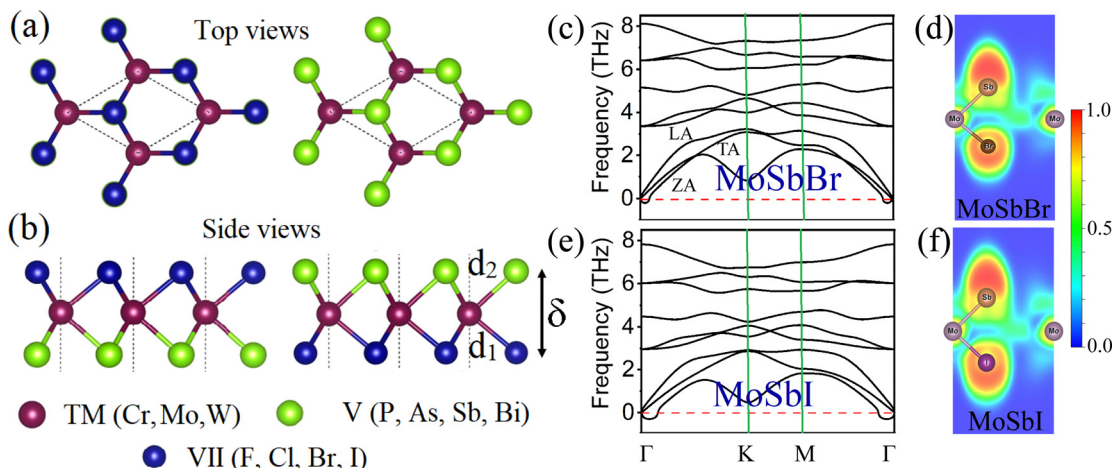 (a)
Top views
(b)
Side views
d₂
δ
d₁
TM (Cr, Mo,W)
V (P, As, Sb, Bi)
VII (F, Cl, Br, I)
(c)
Frequency (THz)
8
6
4
2
0
LA
TA
ZA
MoSbBr
(d)
Sb
Mo
Mo
Br
MoSbBr
1.0
0.5
0.0
(e)
Frequency (THz)
8
6
4
2
0
MoSbI
Γ
K
M
Γ
(f)
Sb
Mo
Mo
I
MoSbI